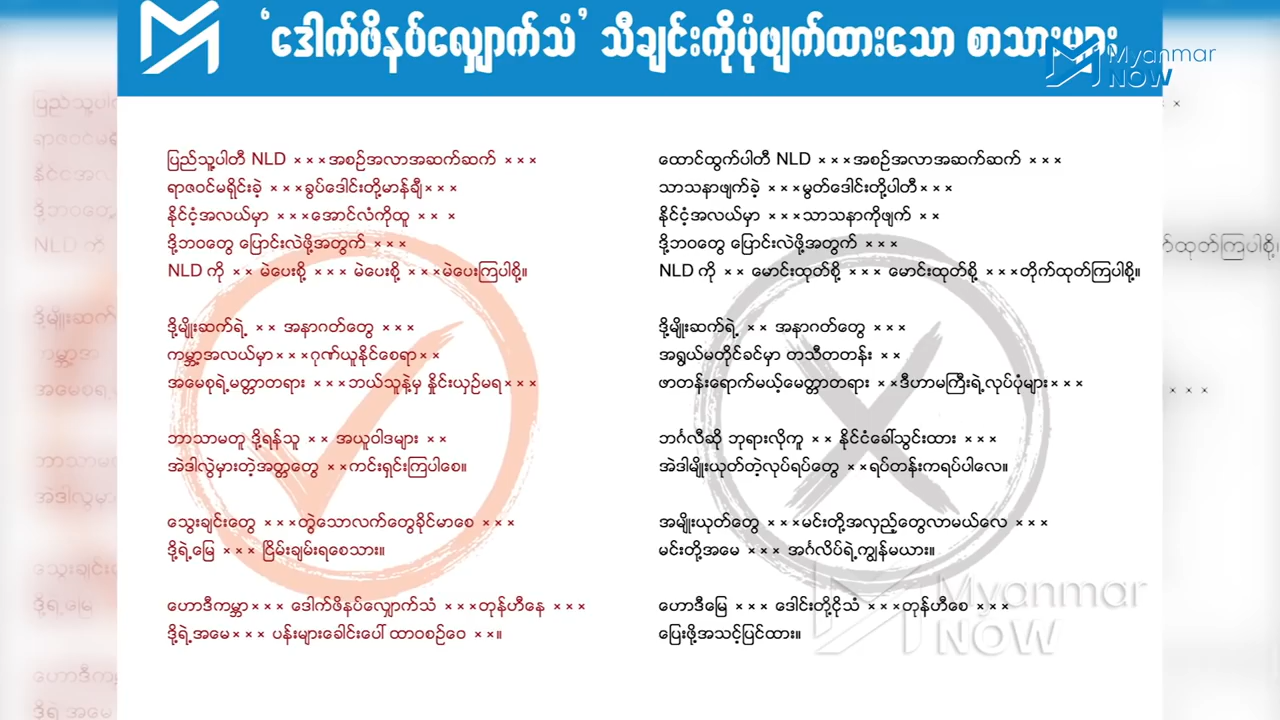 ‘ဒေါက်ဖိနပ်လျှောက်သံ’ သီချင်းကိုပုံဖျက်ထားသော စာသားများ
Myanmar
NOW
ပြည်သူ့ပါတီ NLD ×××အစဉ်အလာအဆက်ဆက် ×××
ရာဇဝင်မရိုင်းခဲ့ ×××ခွပ်ဒေါင်းတို့မာန်ချီ×××
နိုင်ငံ့အလယ်မှာ ×××အောင်လံကိုထူ ×× ×
ဒို့ဘဝတွေ ပြောင်းလဲဖို့အတွက် ×××
NLD ကို ×× မဲပေးစို့ ××× မဲပေးစို့ ×××မဲပေးကြပါစို့။
ဒို့မျိုးဆက်ရဲ့ ×× အနာဂတ်တွေ ×××
ကမ္ဘာ့အလယ်မှာ×××ဂုဏ်ယူနိုင်စေရာ××
အမေစုရဲ့မေတ္တာတရား ×××ဘယ်သူနဲ့မှ နှိုင်းယှဉ်မရ×××
ဘာသာမတူ ဒို့ရန်သူ ×× အယူဝါဒများ ××
အဲဒါလွဲမှားတဲ့အတ္တတွေ ××ကင်းရှင်းကြပါစေ။
သွေးချင်းတွေ ×××တွဲသောလက်တွေခိုင်မာစေ ×××
ဒို့ရဲ့မြေ ××× ငြိမ်းချမ်းရစေသား။
ဟောဒီကမ္ဘာ××× ဒေါက်ဖိနပ်လျှောက်သံ ×××တုန်ဟီးနေ ×××
ဒို့ရဲ့အမေ××× ပန်းများခေါင်းပေါ် ထာဝစဉ်ဝေ ××။
ထောင်ထွက်ပါတီ NLD ×××အစဉ်အလာအဆက်ဆက် ×××
သာသနာဖျက်ခဲ့ ×××မွတ်ဒေါင်းတို့ပါတီ×××
နိုင်ငံ့အလယ်မှာ ×××သာသနာကိုဖျက် ××
ဒို့ဘဝတွေ ပြောင်းလဲဖို့အတွက် ×××
NLD ကို ×× မောင်းထုတ်စို့ ××× မောင်းထုတ်စို့ ×××တိုက်ထုတ်ကြပါစို့။
ဒို့မျိုးဆက်ရဲ့ ×× အနာဂတ်တွေ ×××
အရွယ်မတိုင်ခင်မှာ တသီတတန်း ××
ဖာတန်းရောက်မယ့်မေတ္တာတရား ××ဒီဟာမကြီးရဲ့လုပ်ပုံများ×××
ဘင်္ဂလီဆို ဘုရားလိုကူ ×× နိုင်ငံခေါ်သွင်းထား ×××
အဲဒါမျိုးယုတ်တဲ့လုပ်ရပ်တွေ ××ရပ်တန်းကရပ်ပါလေ။
အမျိုးယုတ်တွေ ×××မင်းတို့အလှည့်တွေလာမယ်လေ ×××
မင်းတို့အမေ ××× အင်္ဂလိပ်ရဲ့ကျွန်မယား။
ဟောဒီမြေ ××× ဒေါင်းတို့ငိုသံ ×××တုန်ဟီးစေ ×××
ပြေးဖို့အသင့်ပြင်ထား။
Myanmar
NOW